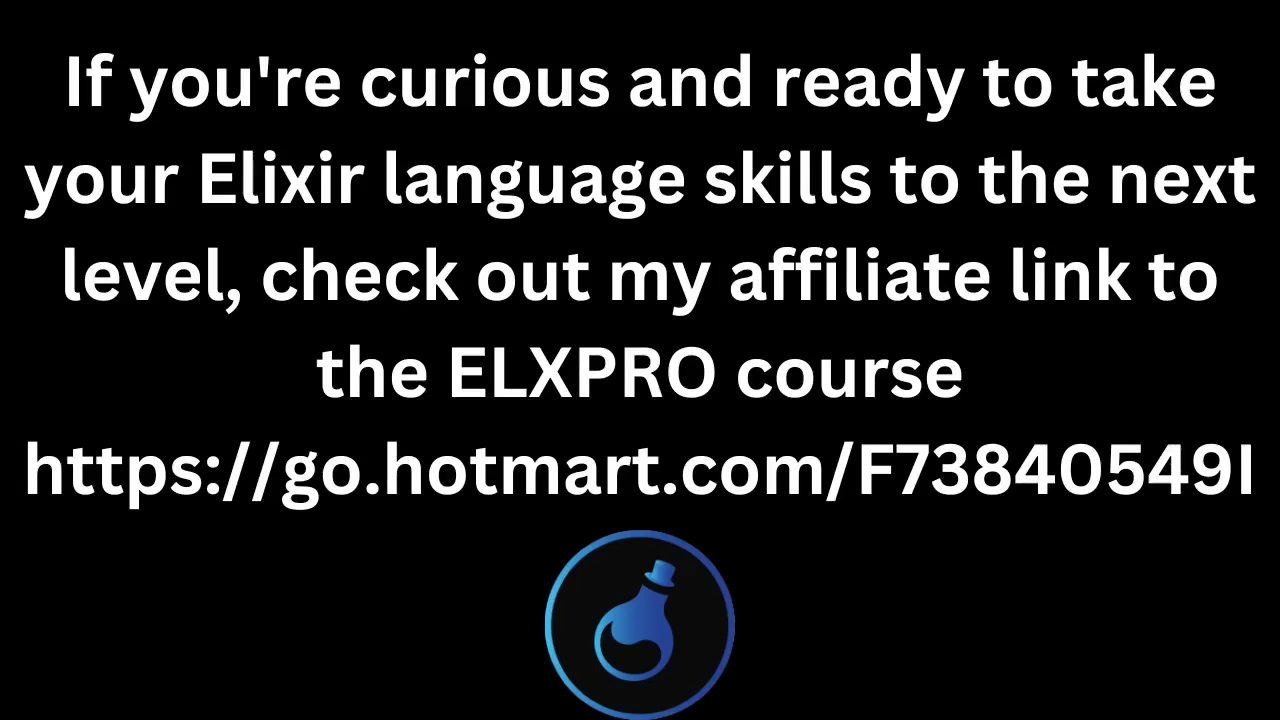 If you're curious and ready to take
your Elixir language skills to the next
level, check out my affiliate link to
the ELXPRO course
https://go.hotmart.com/F73840549I